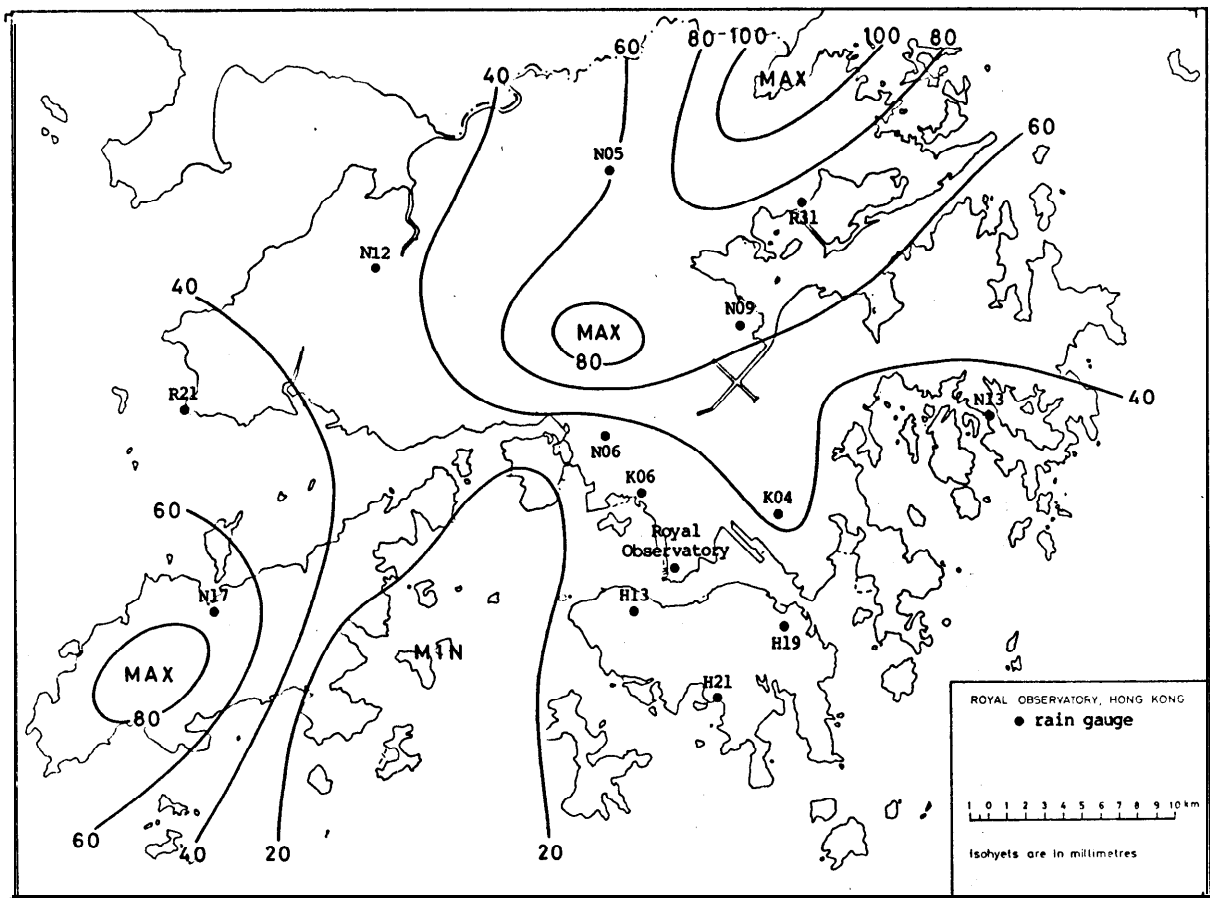 60
80
100
100
80
40
MAX
60
N05
R31
N12
40
N09
MAX
80
R21
N13
40
N06
K06
K04
60
Royal
Observatory
N17
H13
H19
MIN
MAX
H21
80
ROYAL OBSERVATORY, HONG KONG
● rain gauge
1 0 1 2 3 4 5 6 7 8 9 10 km
Isohyets are in millimetres
60
40
20
20